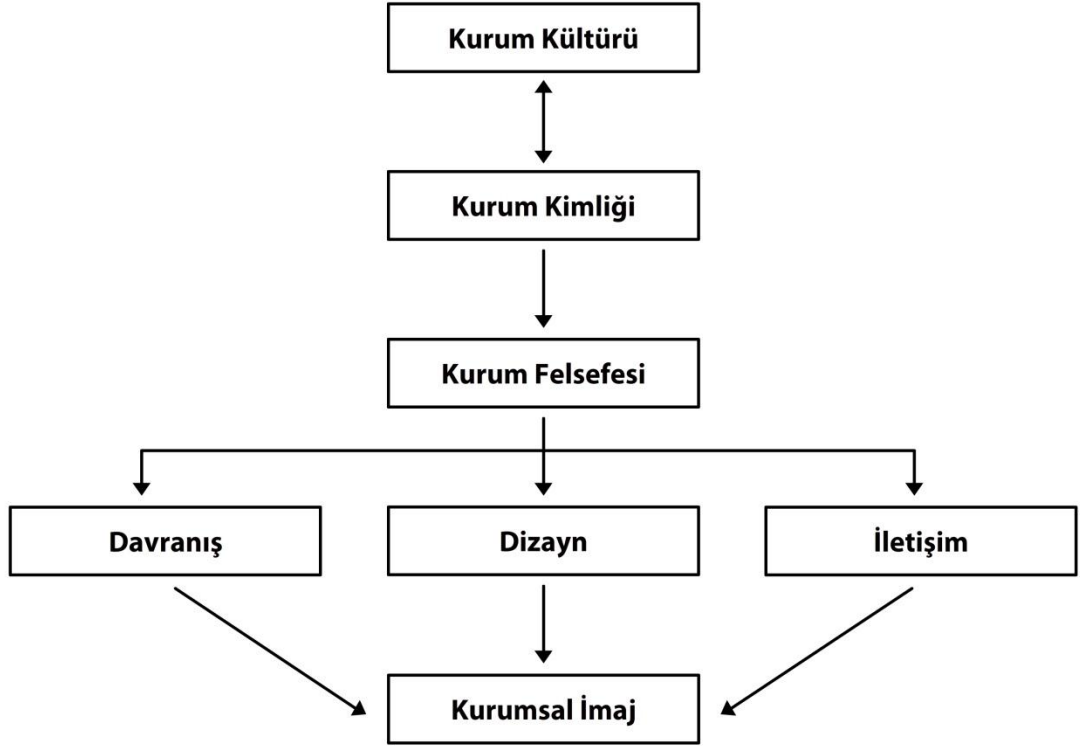 Kurum Kültürü
Kurum Kimliği
Kurum Felsefesi
Davranış
Dizayn
İletişim
Kurumsal İmaj